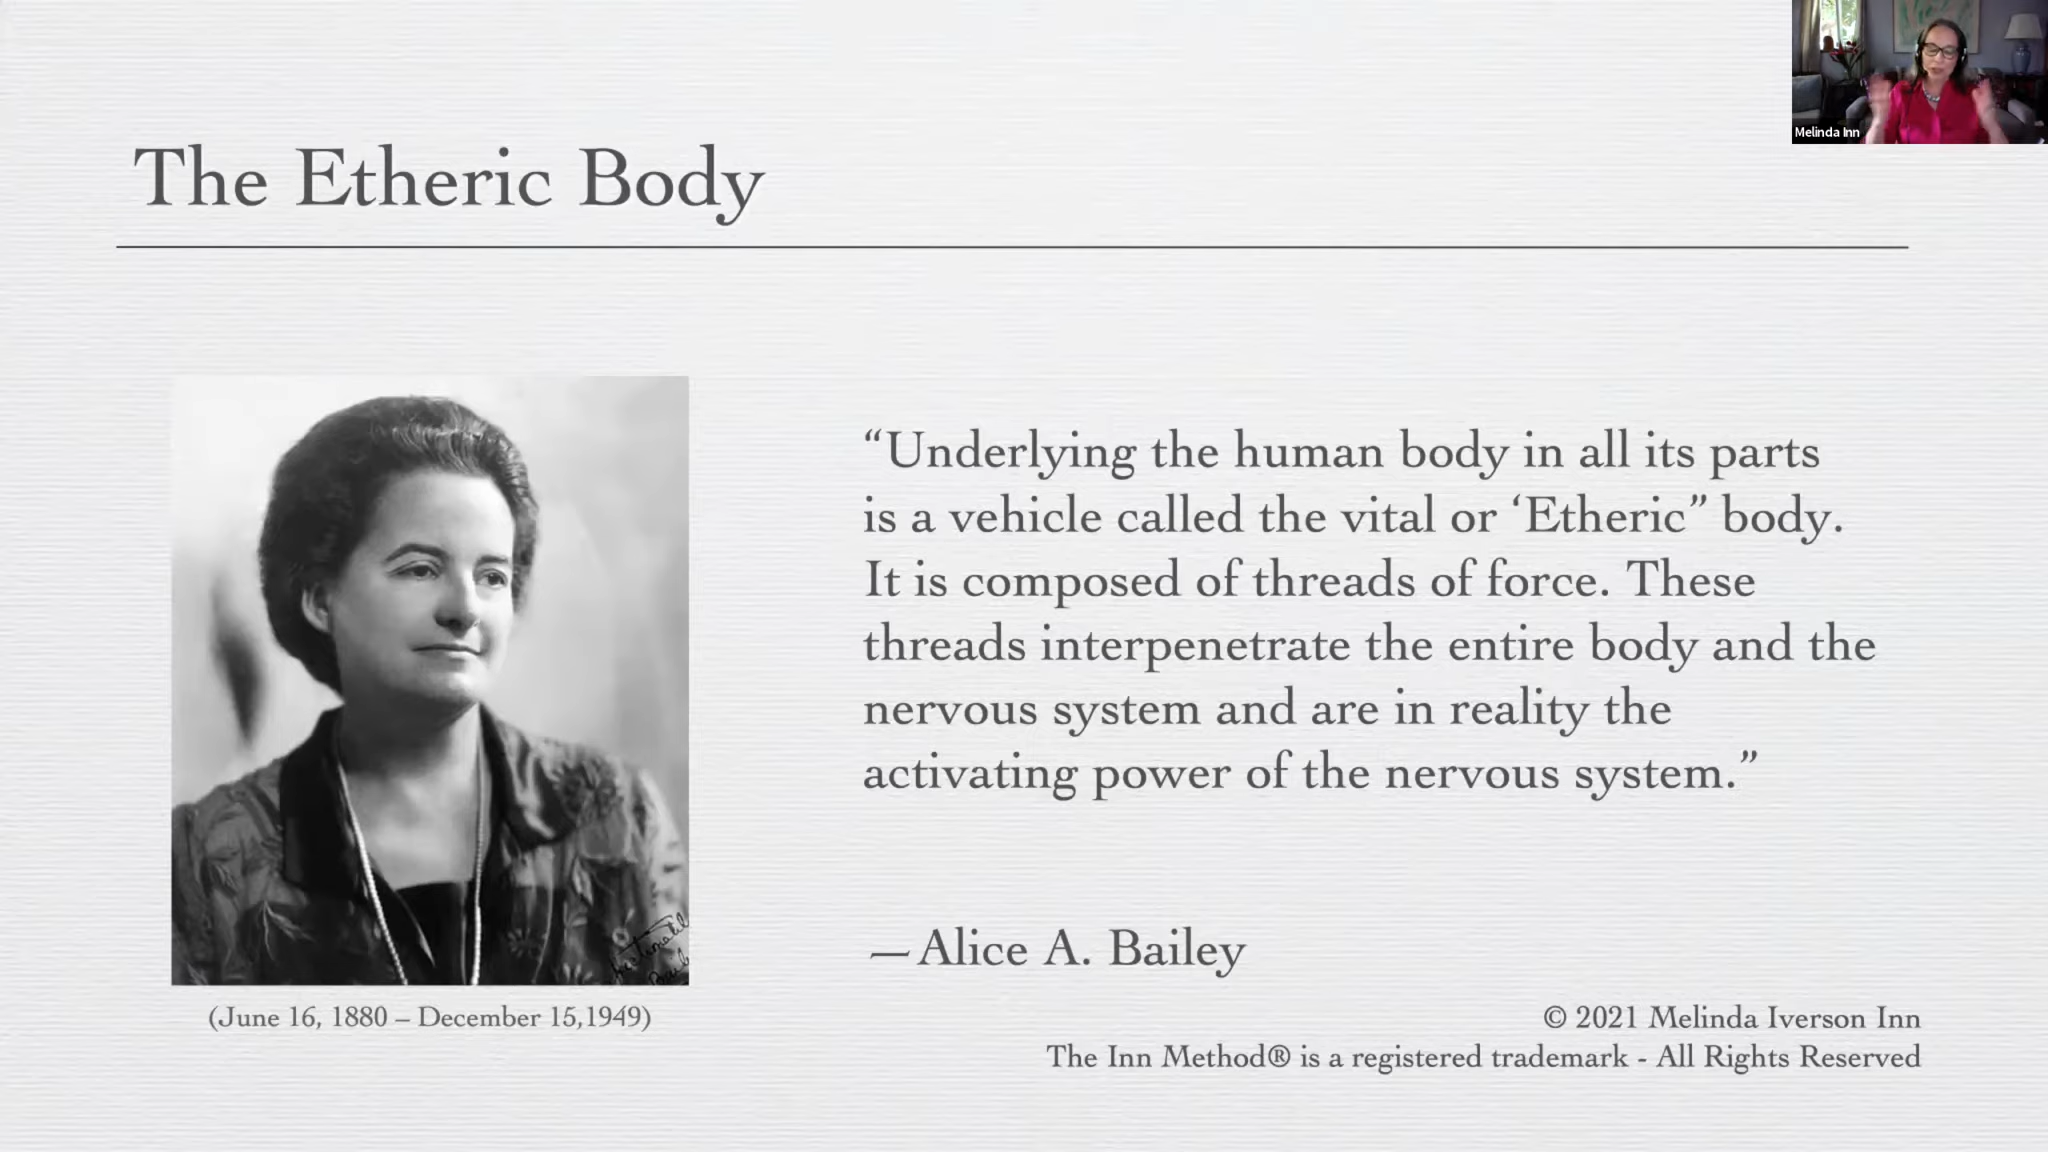 Melinda Inn
The Etheric Body
“Underlying the human body in all its parts
is a vehicle called the vital or ‘Etheric” body.
It is composed of threads of force. These
threads interpenetrate the entire body and the
nervous system and are in reality the
activating power of the nervous system.”
—Alice A. Bailey
(June 16, 1880 – December 15,1949)
© 2021 Melinda Iverson Inn
The Inn Method® is a registered trademark - All Rights Reserved